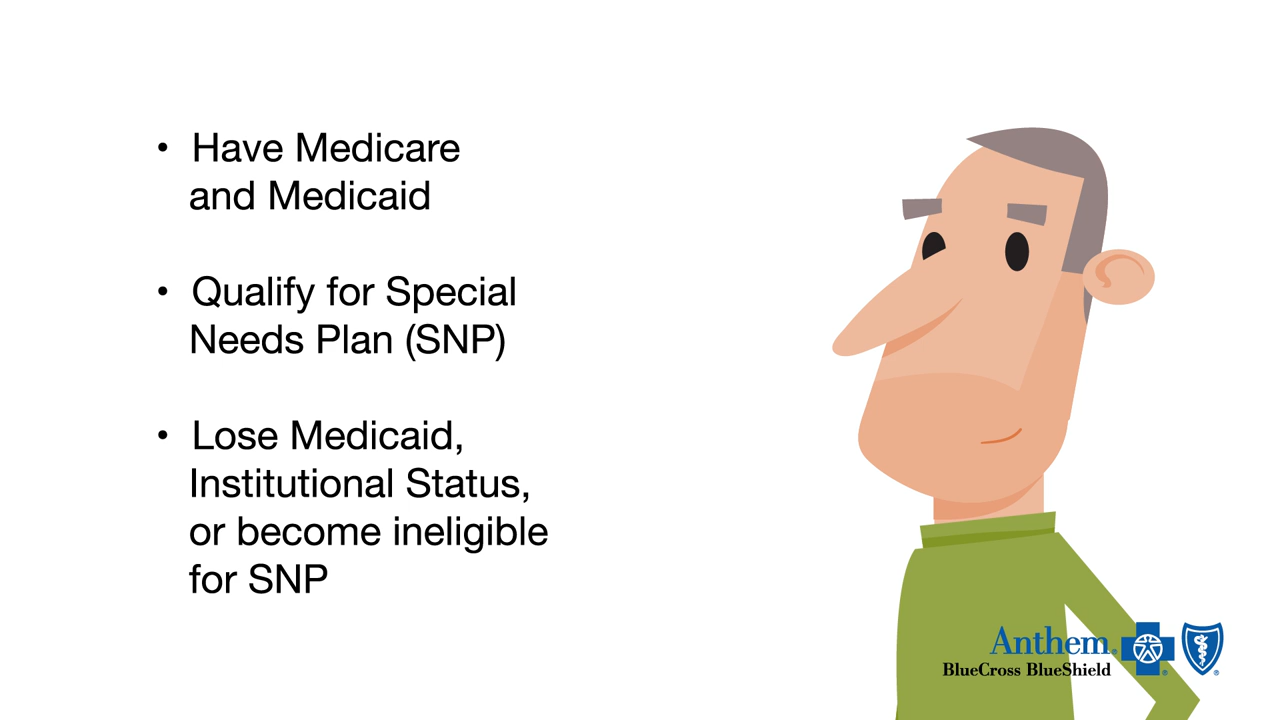 • Have Medicare
and Medicaid
• Qualify for Special
Needs Plan (SNP)
• Lose Medicaid,
Institutional Status,
or become ineligible
for SNP
Anthem®
BlueCross BlueShield